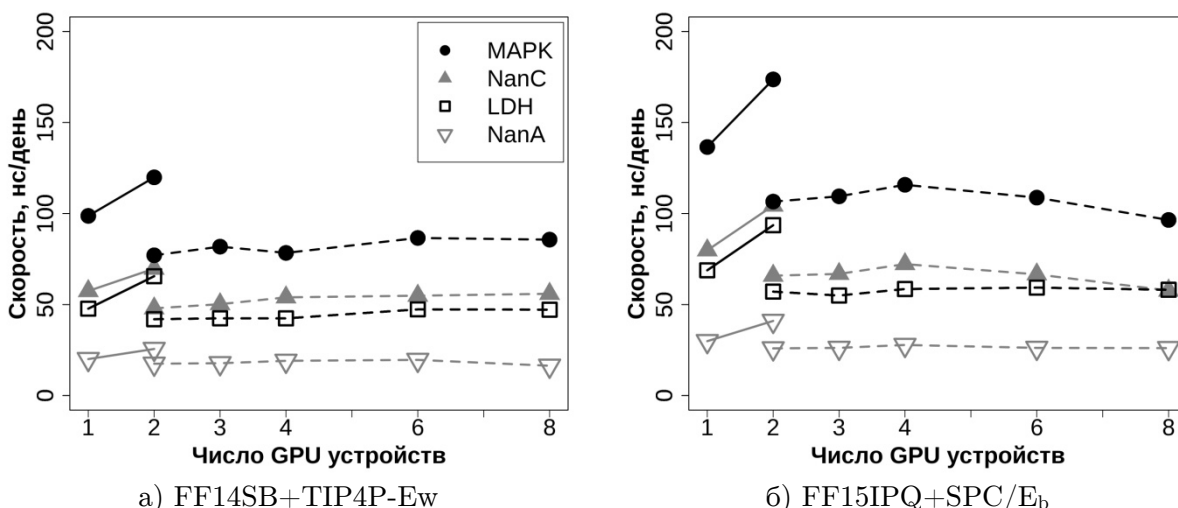 Скорость, нс/день
200
150
100
50
0
MAPK
NanC
LDH
NanA
1 2 3 4 6 8
Число GPU устройств
а) FF14SB+TIP4P-Ew
Скорость, нс/день
200
150
100
50
0
1 2 3 4 6 8
Число GPU устройств
б) FF15IPQ+SPC/E_b